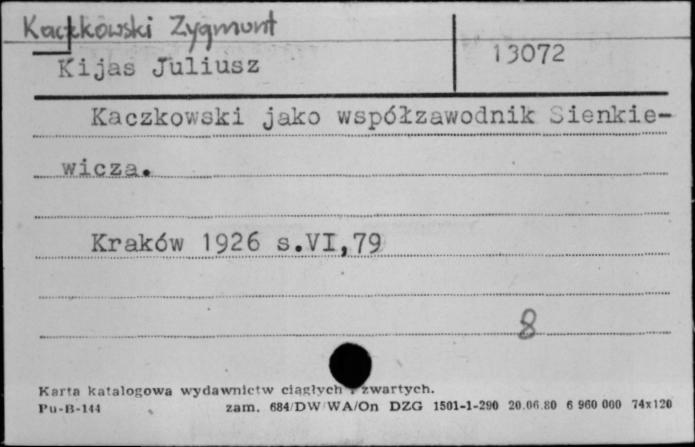 Kaczkowski Zygmunt
Kijas Juliusz
13072
Kaczkowski jako współzawodnik Sienkie-
ewicza.
Kraków 1926 s.VI,79
8
Karta katalogowa wydawnictw ciągłych i zwartych.
Pu-B-144 zam. 684/DW/WA/On DZG 1501-1-290 20.06.80 6 960 000 74x120